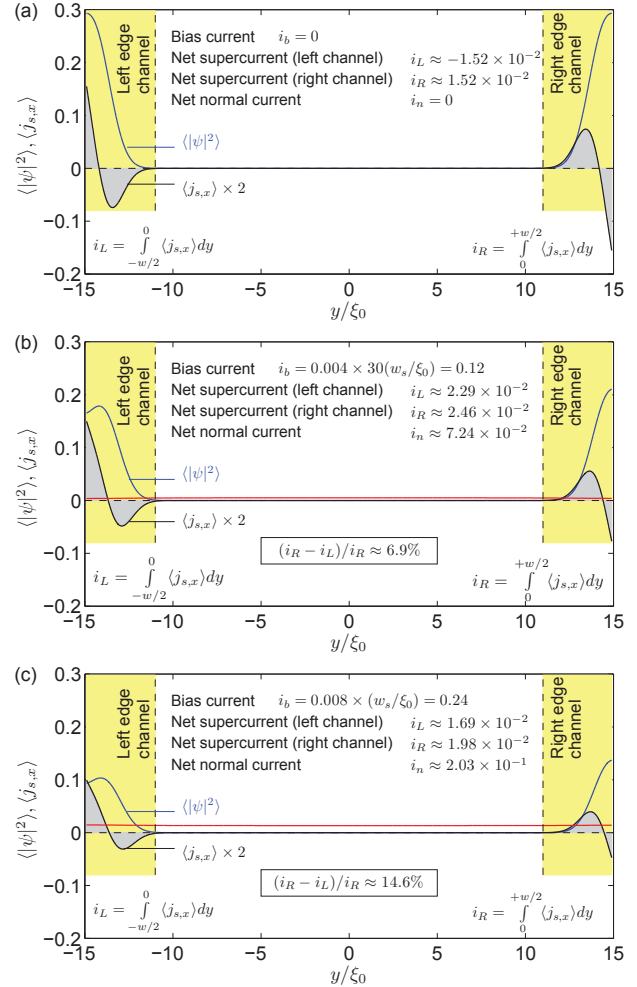 (a)
0.3
0.2
0.1
0
−0.1
0.2
⟨|ψ|²⟩, ⟨j_{s,x}⟩
Left edge
channel
Bias current i_b = 0
Net supercurrent (left channel) i_L ≈ −1.52 × 10⁻²
Net supercurrent (right channel) i_R ≈ 1.52 × 10⁻²
Net normal current i_n = 0
Right edge
channel
⟨|ψ|²⟩
⟨j_{s,x}⟩ × 2
i_L = ∫_{−w/2}^{0} ⟨j_{s,x}⟩dy
i_R = ∫_{0}^{+w/2} ⟨j_{s,x}⟩dy
−15 −10 −5 0 5 10 15
y/ξ₀
(b)
0.3
0.2
0.1
0
−0.1
0.2
⟨|ψ|²⟩, ⟨j_{s,x}⟩
Left edge
channel
Bias current i_b = 0.004 × 30(w_s/ξ₀) = 0.12
Net supercurrent (left channel) i_L ≈ 2.29 × 10⁻²
Net supercurrent (right channel) i_R ≈ 2.46 × 10⁻²
Net normal current i_n ≈ 7.24 × 10⁻²
Right edge
channel
⟨|ψ|²⟩
⟨j_{s,x}⟩ × 2
(i_R − i_L)/i_R ≈ 6.9%
i_L = ∫_{−w/2}^{0} ⟨j_{s,x}⟩dy
i_R = ∫_{0}^{+w/2} ⟨j_{s,x}⟩dy
−15 −10 −5 0 5 10 15
y/ξ₀
(c)
0.3
0.2
0.1
0
−0.1
−0.2
⟨|ψ|²⟩, ⟨j_{s,x}⟩
Left edge
channel
Bias current i_b = 0.008 × (w_s/ξ₀) = 0.24
Net supercurrent (left channel) i_L ≈ 1.69 × 10⁻²
Net supercurrent (right channel) i_R ≈ 1.98 × 10⁻²
Net normal current i_n ≈ 2.03 × 10⁻¹
Right edge
channel
⟨|ψ|²⟩
⟨j_{s,x}⟩ × 2
(i_R − i_L)/i_R ≈ 14.6%
i_L = ∫_{−w/2}^{0} ⟨j_{s,x}⟩dy
i_R = ∫_{0}^{+w/2} ⟨j_{s,x}⟩dy
−15 −10 −5 0 5 10 15
y/ξ₀